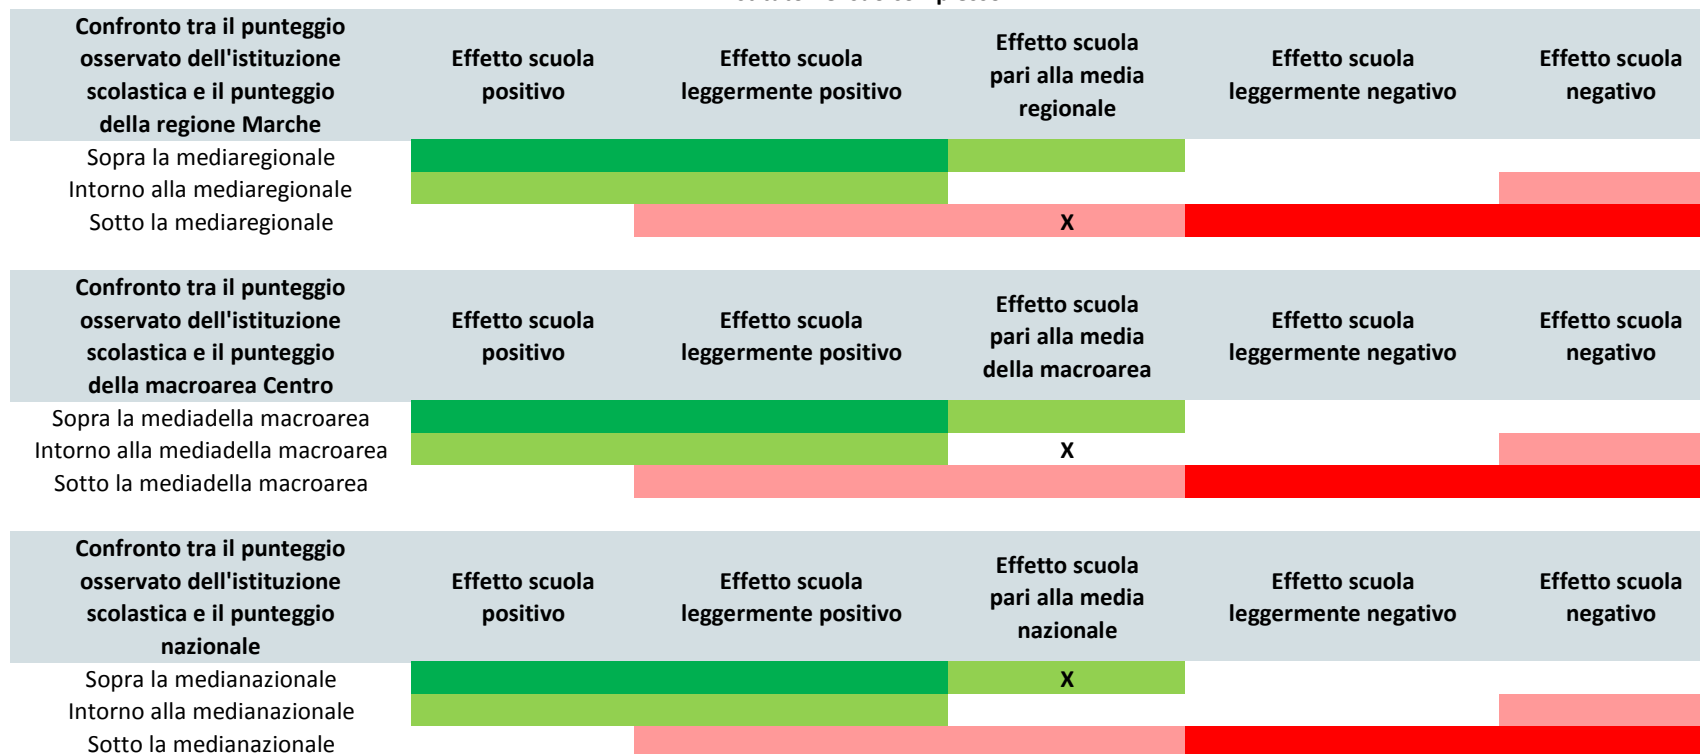 Confronto tra il punteggio
osservato dell'istituzione
scolastica e il punteggio
della regione Marche
Effetto scuola
positivo
Effetto scuola
leggermente positivo
Effetto scuola
pari alla media
regionale
Effetto scuola
leggermente negativo
Effetto scuola
negativo
Sopra la mediaregionale
Intorno alla mediaregionale
Sotto la mediaregionale X
Confronto tra il punteggio
osservato dell'istituzione
scolastica e il punteggio
della macroarea Centro
Effetto scuola
positivo
Effetto scuola
leggermente positivo
Effetto scuola
pari alla media
della macroarea
Effetto scuola
leggermente negativo
Effetto scuola
negativo
Sopra la mediadella macroarea
Intorno alla mediadella macroarea X
Sotto la mediadella macroarea
Confronto tra il punteggio
osservato dell'istituzione
scolastica e il punteggio
nazionale
Effetto scuola
positivo
Effetto scuola
leggermente positivo
Effetto scuola
pari alla media
nazionale
Effetto scuola
leggermente negativo
Effetto scuola
negativo
Sopra la medianazionale X
Intorno alla medianazionale
Sotto la medianazionale